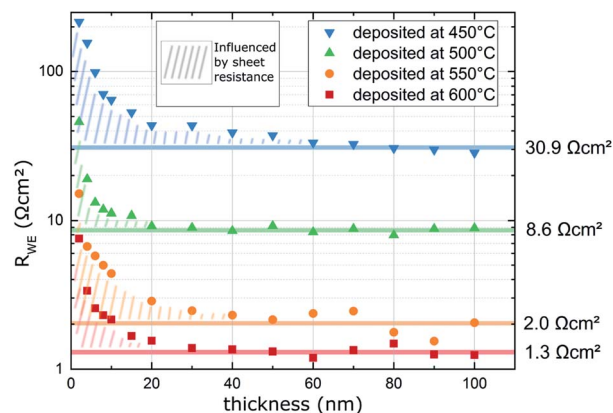 100
10
1
R_WE (Ωcm²)
Influenced
by sheet
resistance
deposited at 450°C
deposited at 500°C
deposited at 550°C
deposited at 600°C
30.9 Ωcm²
8.6 Ωcm²
2.0 Ωcm²
1.3 Ωcm²
0 20 40 60 80 100
thickness (nm)